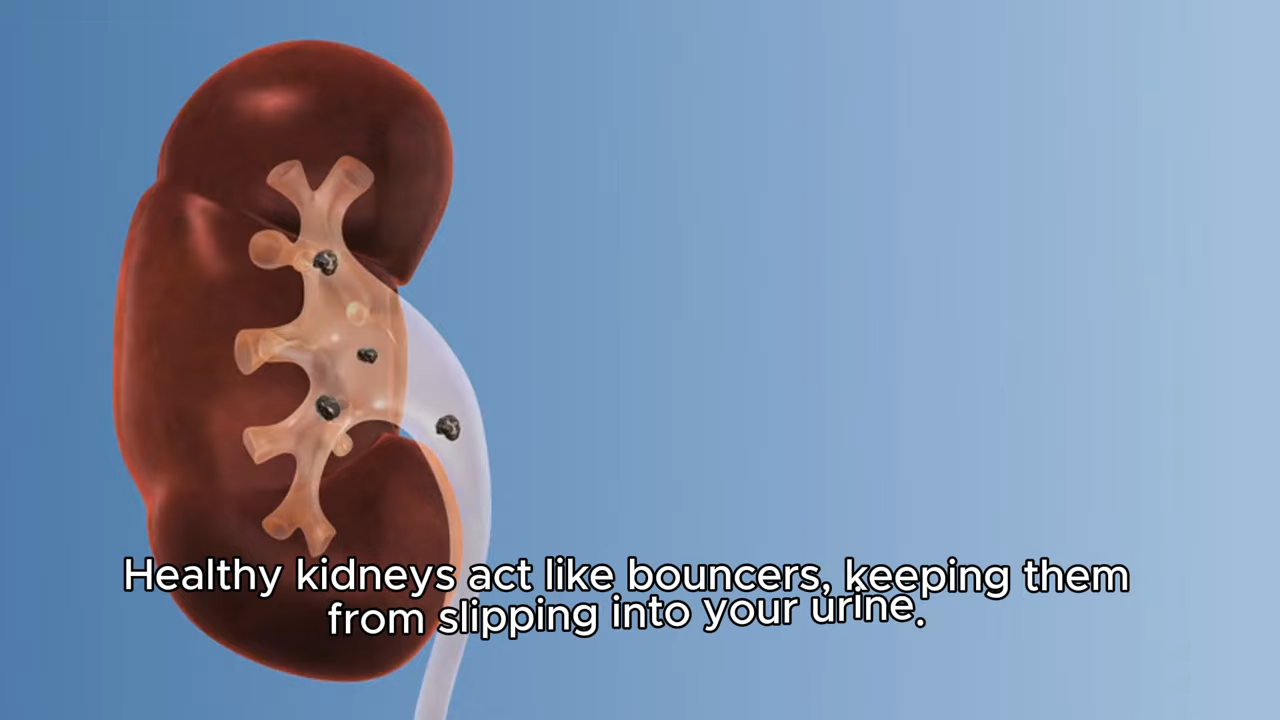 Healthy kidneys act like bouncers, keeping them
from slipping into your urine.